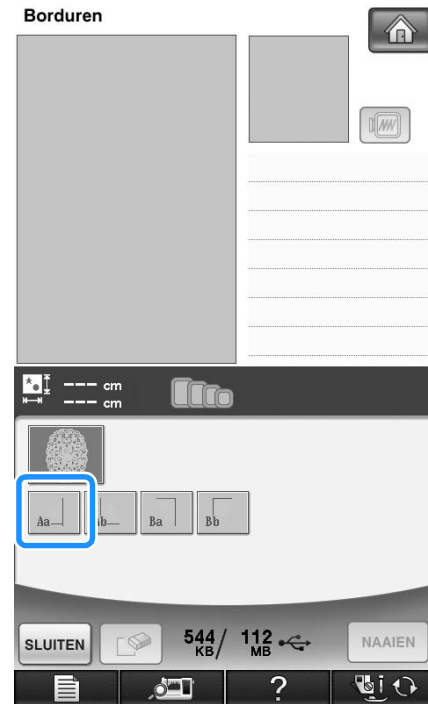 Borduren
--- cm
--- cm
Aa
Ab
Ba
Bb
SLUITEN
544 KB/ 112 MB
NAAIEN
?